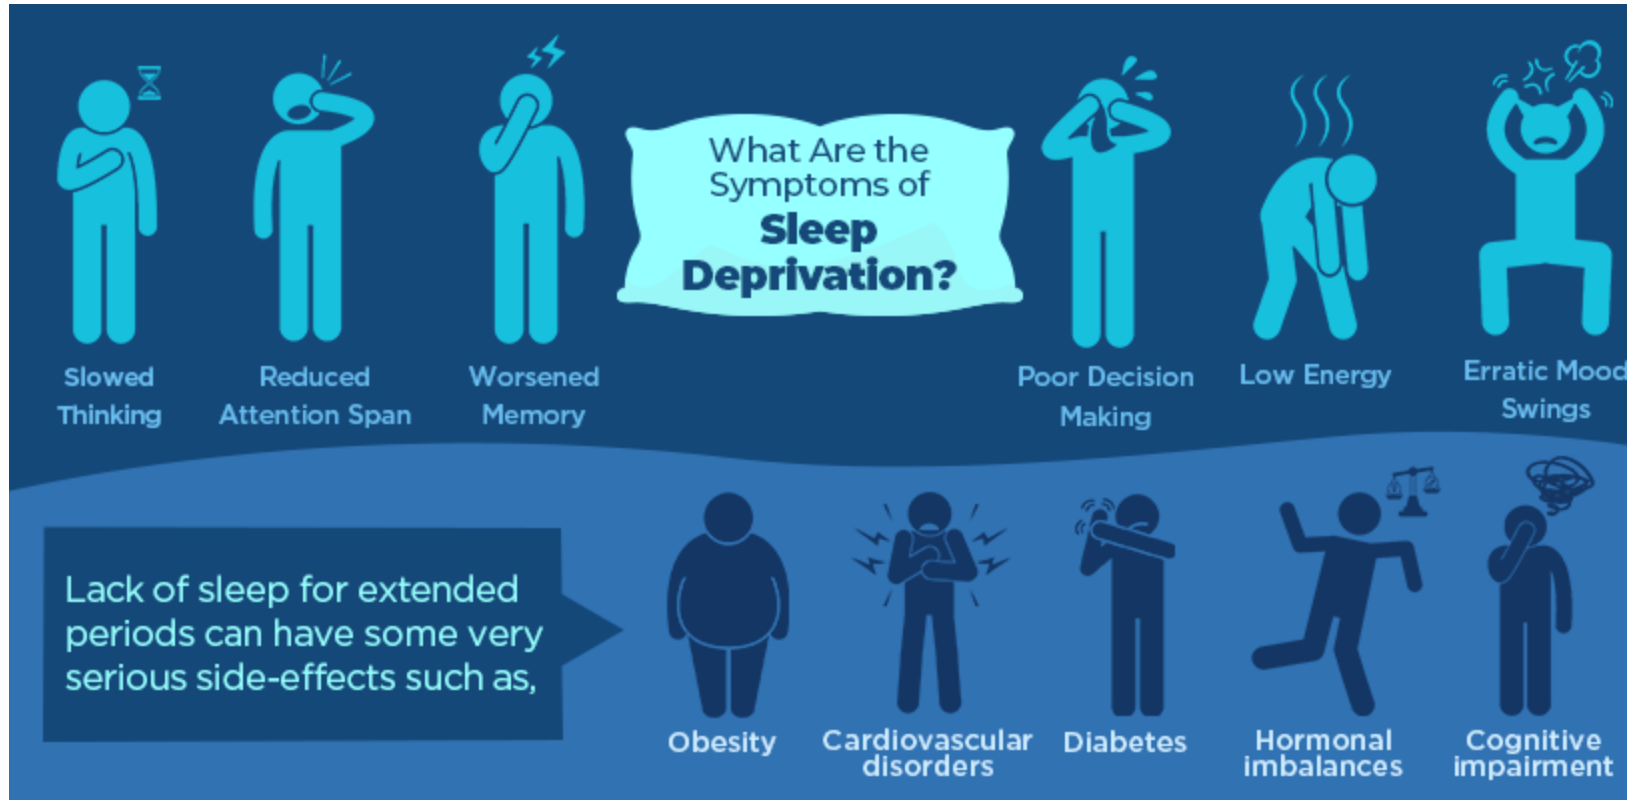 What Are the
Symptoms of
Sleep
Deprivation?
Slowed
Thinking
Reduced
Attention Span
Worsened
Memory
Poor Decision
Making
Low Energy
Erratic Mood
Swings
Lack of sleep for extended
periods can have some very
serious side-effects such as,
Obesity
Cardiovascular
disorders
Diabetes
Hormonal
imbalances
Cognitive
impairment